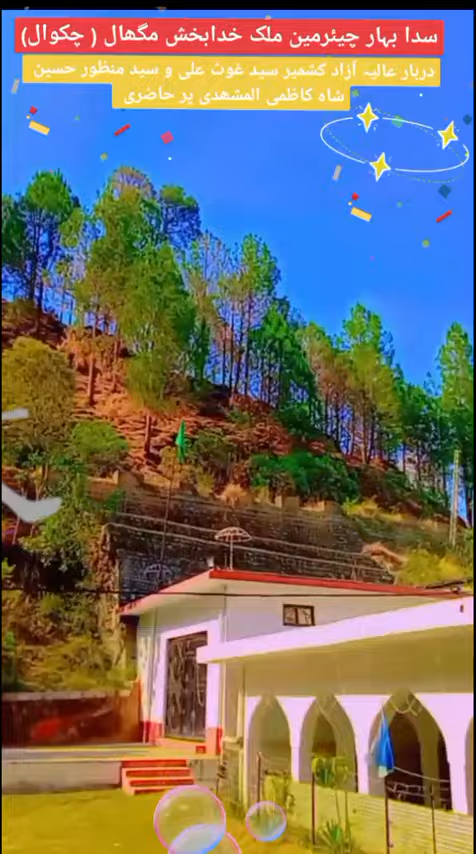 سدا بہار چیئرمین ملک خدابخش مگھال ( چکوال)
دربار عالیہ آزاد کشمیر سید غوث علی و سید منظور حسین
شاہ کاظمی المشھدی پر حاضری